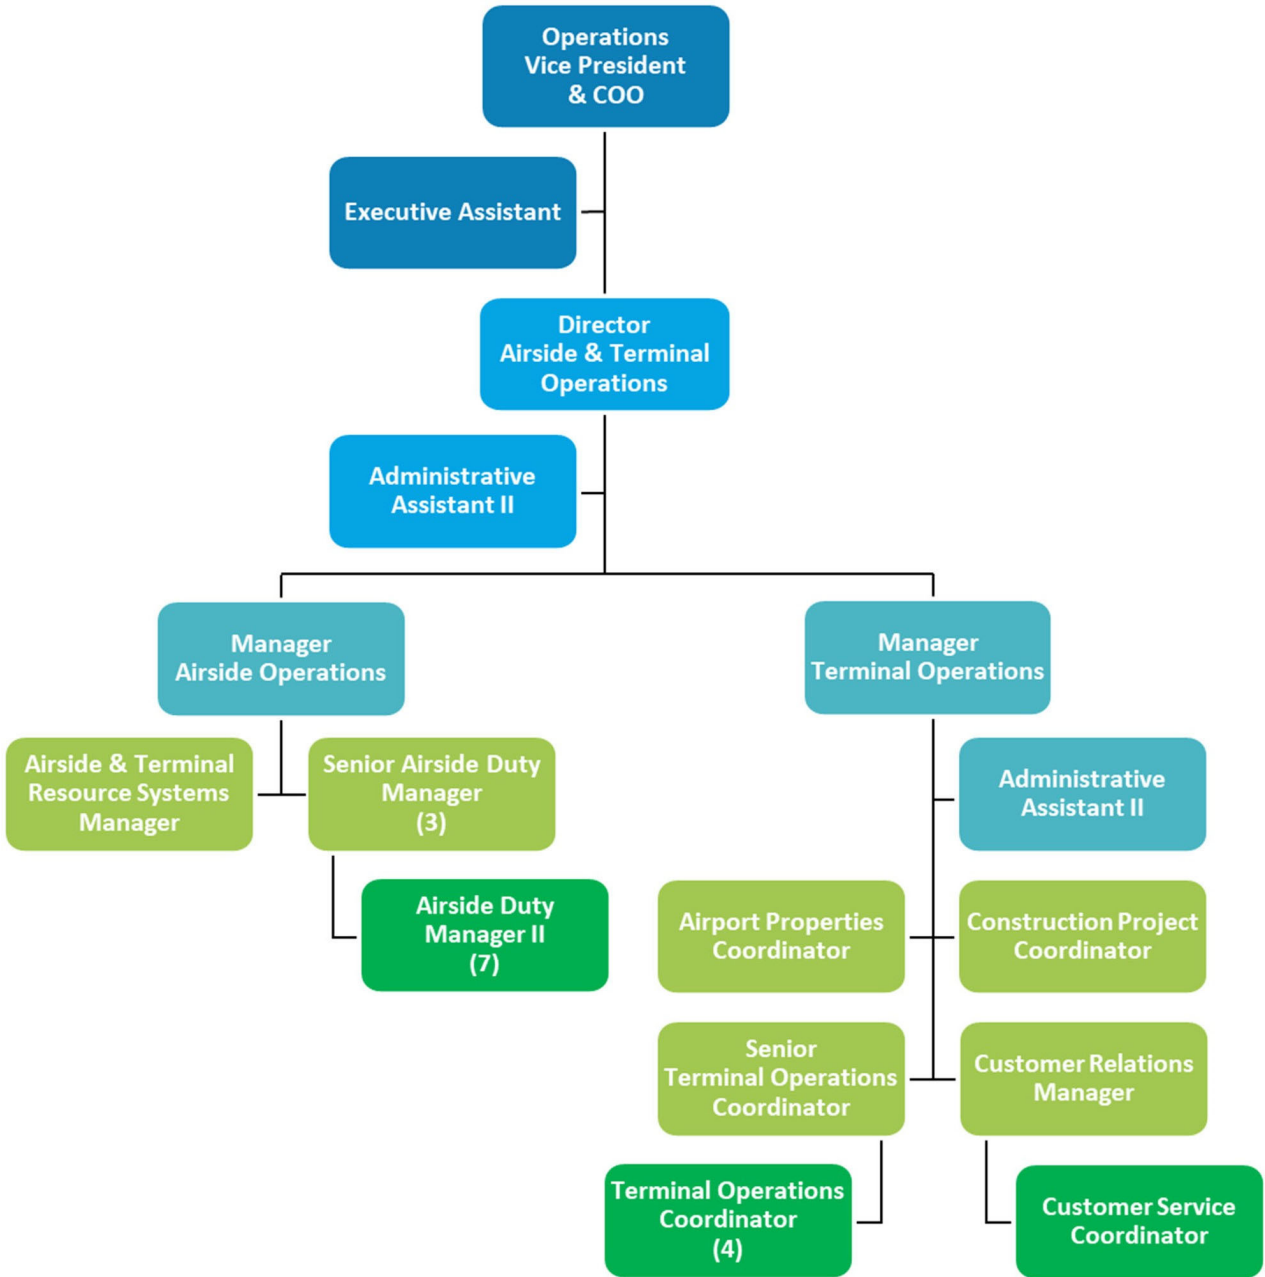 Operations
Vice President
& COO
Executive Assistant
Director
Airside & Terminal
Operations
Administrative
Assistant II
Manager
Airside Operations
Manager
Terminal Operations
Airside & Terminal
Resource Systems
Manager
Senior Airside Duty
Manager
(3)
Administrative
Assistant II
Airside Duty
Manager II
(7)
Airport Properties
Coordinator
Construction Project
Coordinator
Senior
Terminal Operations
Coordinator
Customer Relations
Manager
Terminal Operations
Coordinator
(4)
Customer Service
Coordinator